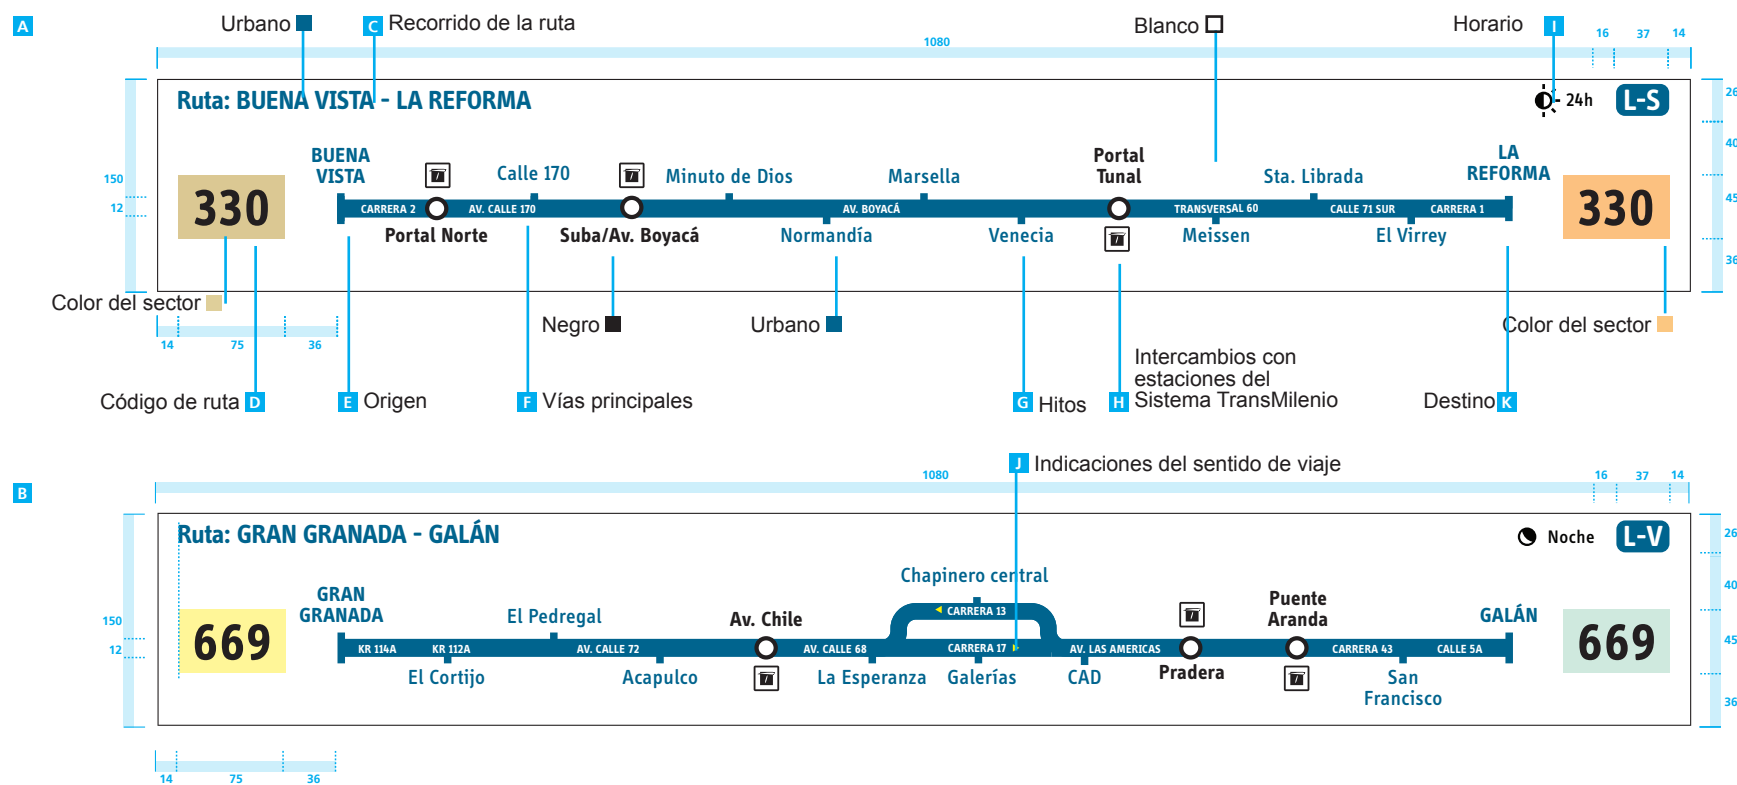 A
Urbano
C Recorrido de la ruta
Blanco
Horario
I
1080
16 37 14
Ruta: BUENA VISTA - LA REFORMA
24h
L-S
26
40
45
36
150
12
330
BUENA
VISTA
Calle 170
Minuto de Dios
Marsella
Portal
Tunal
Sta. Librada
LA
REFORMA
330
CARRERA 2
AV. CALLE 170
AV. BOYACÁ
TRANSVERSAL 60
CALLE 71 SUR
CARRERA 1
Portal Norte
Suba/Av. Boyacá
Normandía
Venecia
Meissen
El Virrey
Color del sector
Negro
Urbano
Color del sector
14 75 36
Código de ruta D
E Origen
F Vías principales
G Hitos
H
Intercambios con
estaciones del
Sistema TransMilenio
Destino K
J Indicaciones del sentido de viaje
B
1080
16 37 14
Ruta: GRAN GRANADA - GALÁN
Noche
L-V
26
40
45
36
150
12
669
GRAN
GRANADA
El Pedregal
Av. Chile
Chapinero central
CARRERA 13
Puente
Aranda
GALÁN
669
KR 114A
KR 112A
AV. CALLE 72
AV. CALLE 68
CARRERA 17
AV. LAS AMERICAS
CARRERA 43
CALLE 5A
El Cortijo
Acapulco
La Esperanza
Galerías
CAD
Pradera
San
Francisco
14 75 36